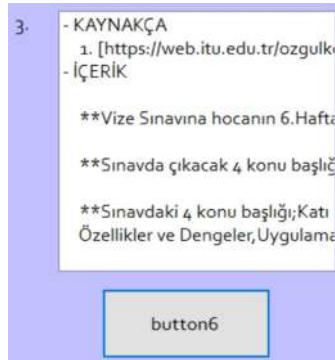 3.
- KAYNAKÇA
1. [https://web.itu.edu.tr/ozgulk
- İÇERİK
**Vize Sınavına hocanın 6.Hafta
**Sınavda çıkacak 4 konu başlığ
**Sınavdaki 4 konu başlığı;Katı
Özellikler ve Dengeler,Uygulama
button6